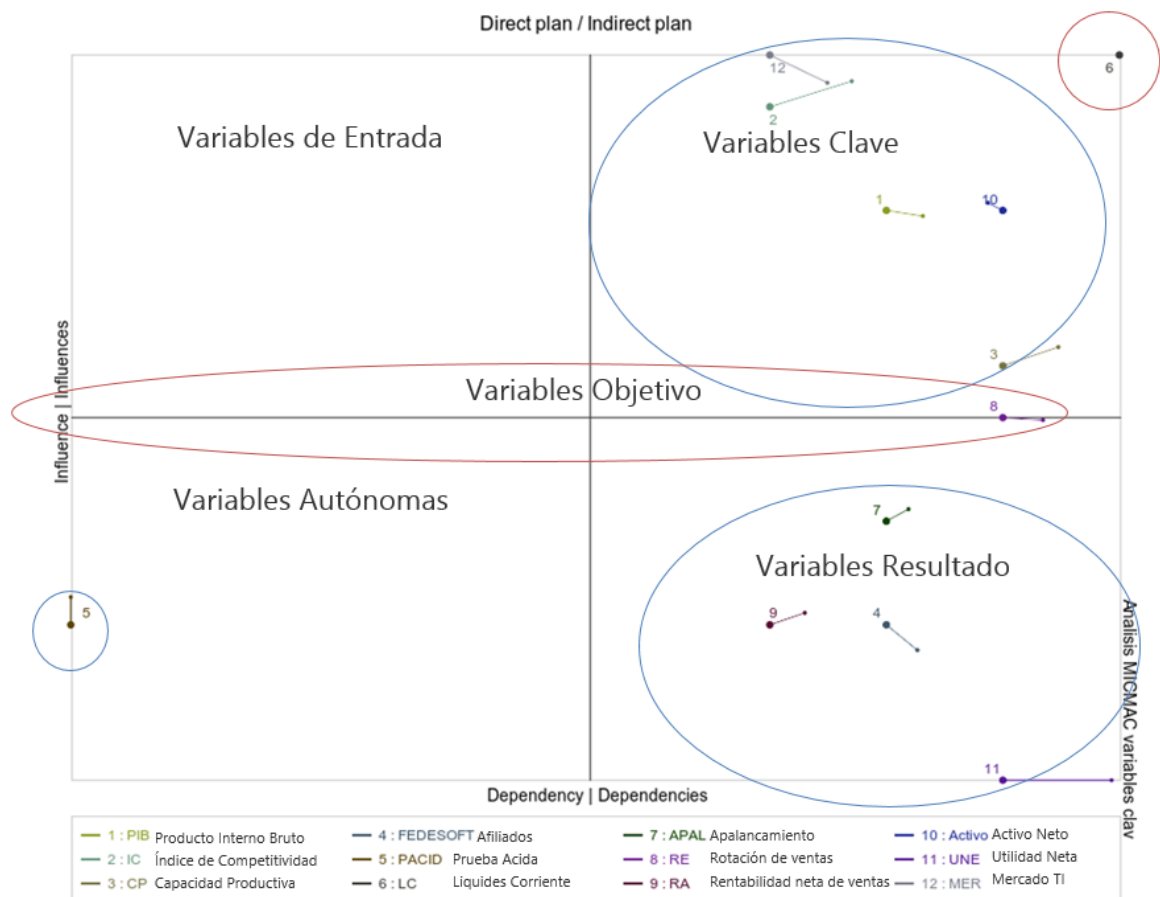 Direct plan / Indirect plan
12
6
2
Variables de Entrada
Variables Clave
1
10
3
Influence | Influences
Variables Objetivo
8
Variables Autónomas
7
Variables Resultado
5
9
4
Analisis MICMAC variables clav
11
Dependency | Dependencies
1 : PIB Producto Interno Bruto
4 : FEDESOFT Afiliados
7 : APAL Apalancamiento
10 : Activo Activo Neto
2 : IC Índice de Competitividad
5 : PACID Prueba Acida
8 : RE Rotación de ventas
11 : UNE Utilidad Neta
3 : CP Capacidad Productiva
6 : LC Liquides Corriente
9 : RA Rentabilidad neta de ventas
12 : MER Mercado TI